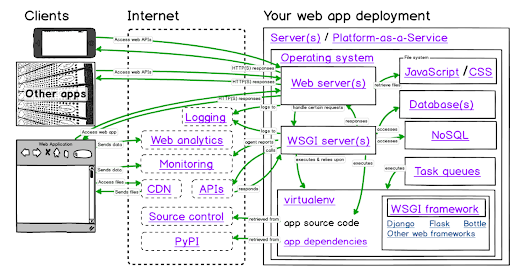 Clients
Internet
Your web app deployment
Server(s) / Platform-as-a-Service
Operating system
Access web APIs
HTTP(S) responses
Access web APIs
HTTP(S) responses
HTTP(S) responses
Other apps
Web server(s)
File system
JavaScript / CSS
retrieve files
handle certain requests
logs to
Logging
responses
Database(s)
Access web app
Web Application
Sends data
Web analytics
logs to
agent reports
calls
WSGI server(s)
accesses
accesses
NoSQL
Sends data
Monitoring
executes & relies upon
executes
executes
Task queues
Access files
Sends files
CDN
APIs
responds
virtualenv
app source code
app dependencies
WSGI framework
Django
Flask
Bottle
Other web frameworks
Source control
retrieved from
PyPI
retrieved from